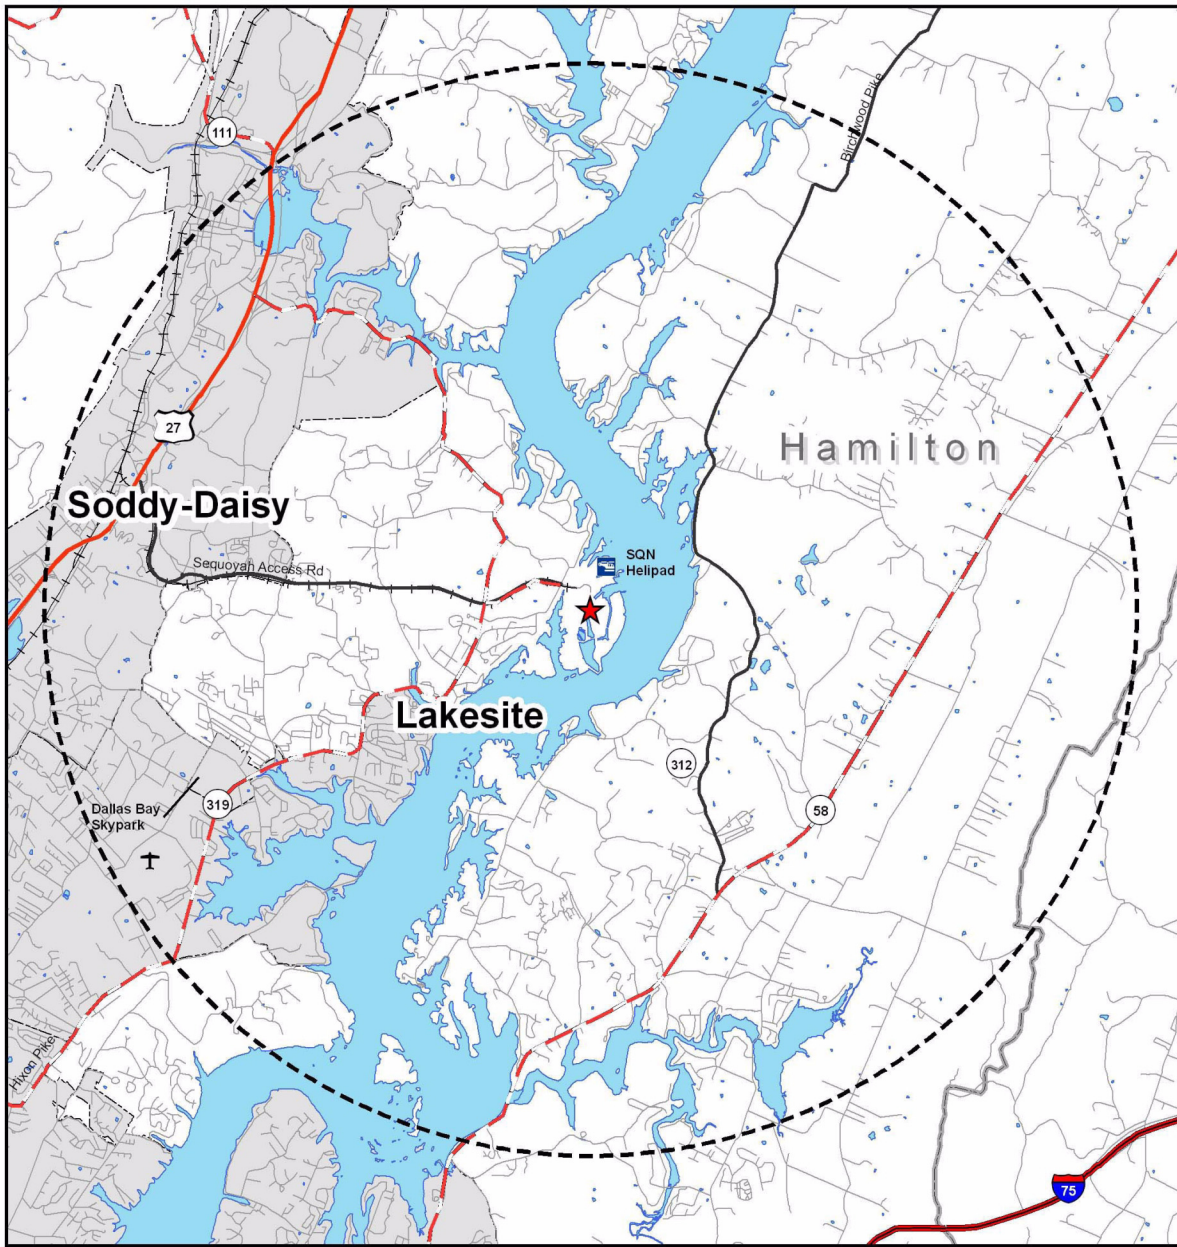 111
Birchwood Pike
27
Hamilton
Soddy-Daisy
SQN
Helipad
Sequoyah Access Rd
Lakesite
312
58
319
Dallas Bay
Skypark
Hixon Pike
75